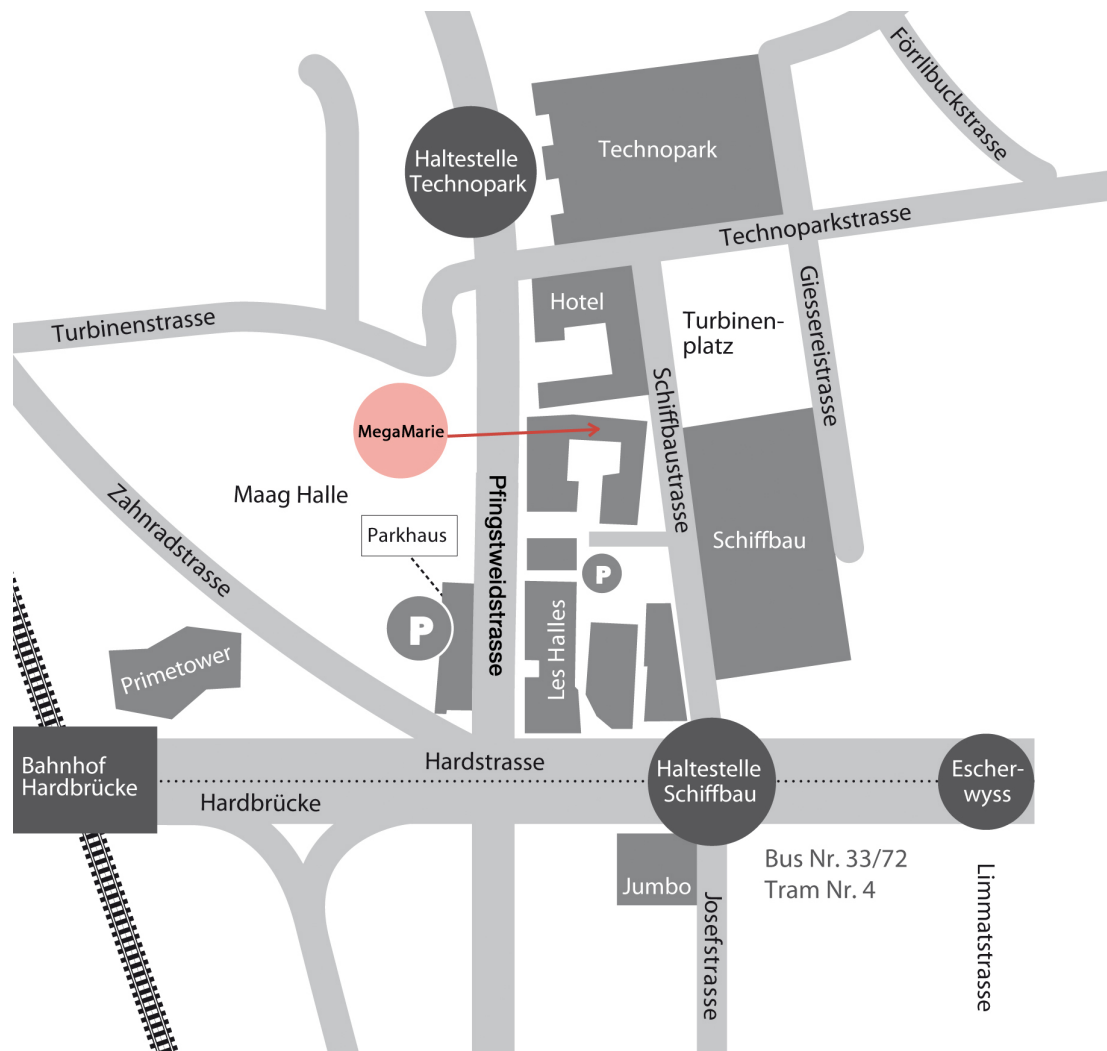 Förrlibuckstrasse
Haltestelle
Technopark
Technopark
Technoparkstrasse
Giessereistrasse
Hotel
Turbinenstrasse
Turbinen-
platz
Schiffbaustrasse
MegaMarie
Maag Halle
Zahnradstrasse
Pfingstweidstrasse
Parkhaus
Schiffbau
P
P
Les Halles
Primetower
Bahnhof
Hardbrücke
Hardstrasse
Hardbrücke
Haltestelle
Schiffbau
Escher-
wyss
Bus Nr. 33/72
Tram Nr. 4
Jumbo
Josefstrasse
Limmatstrasse